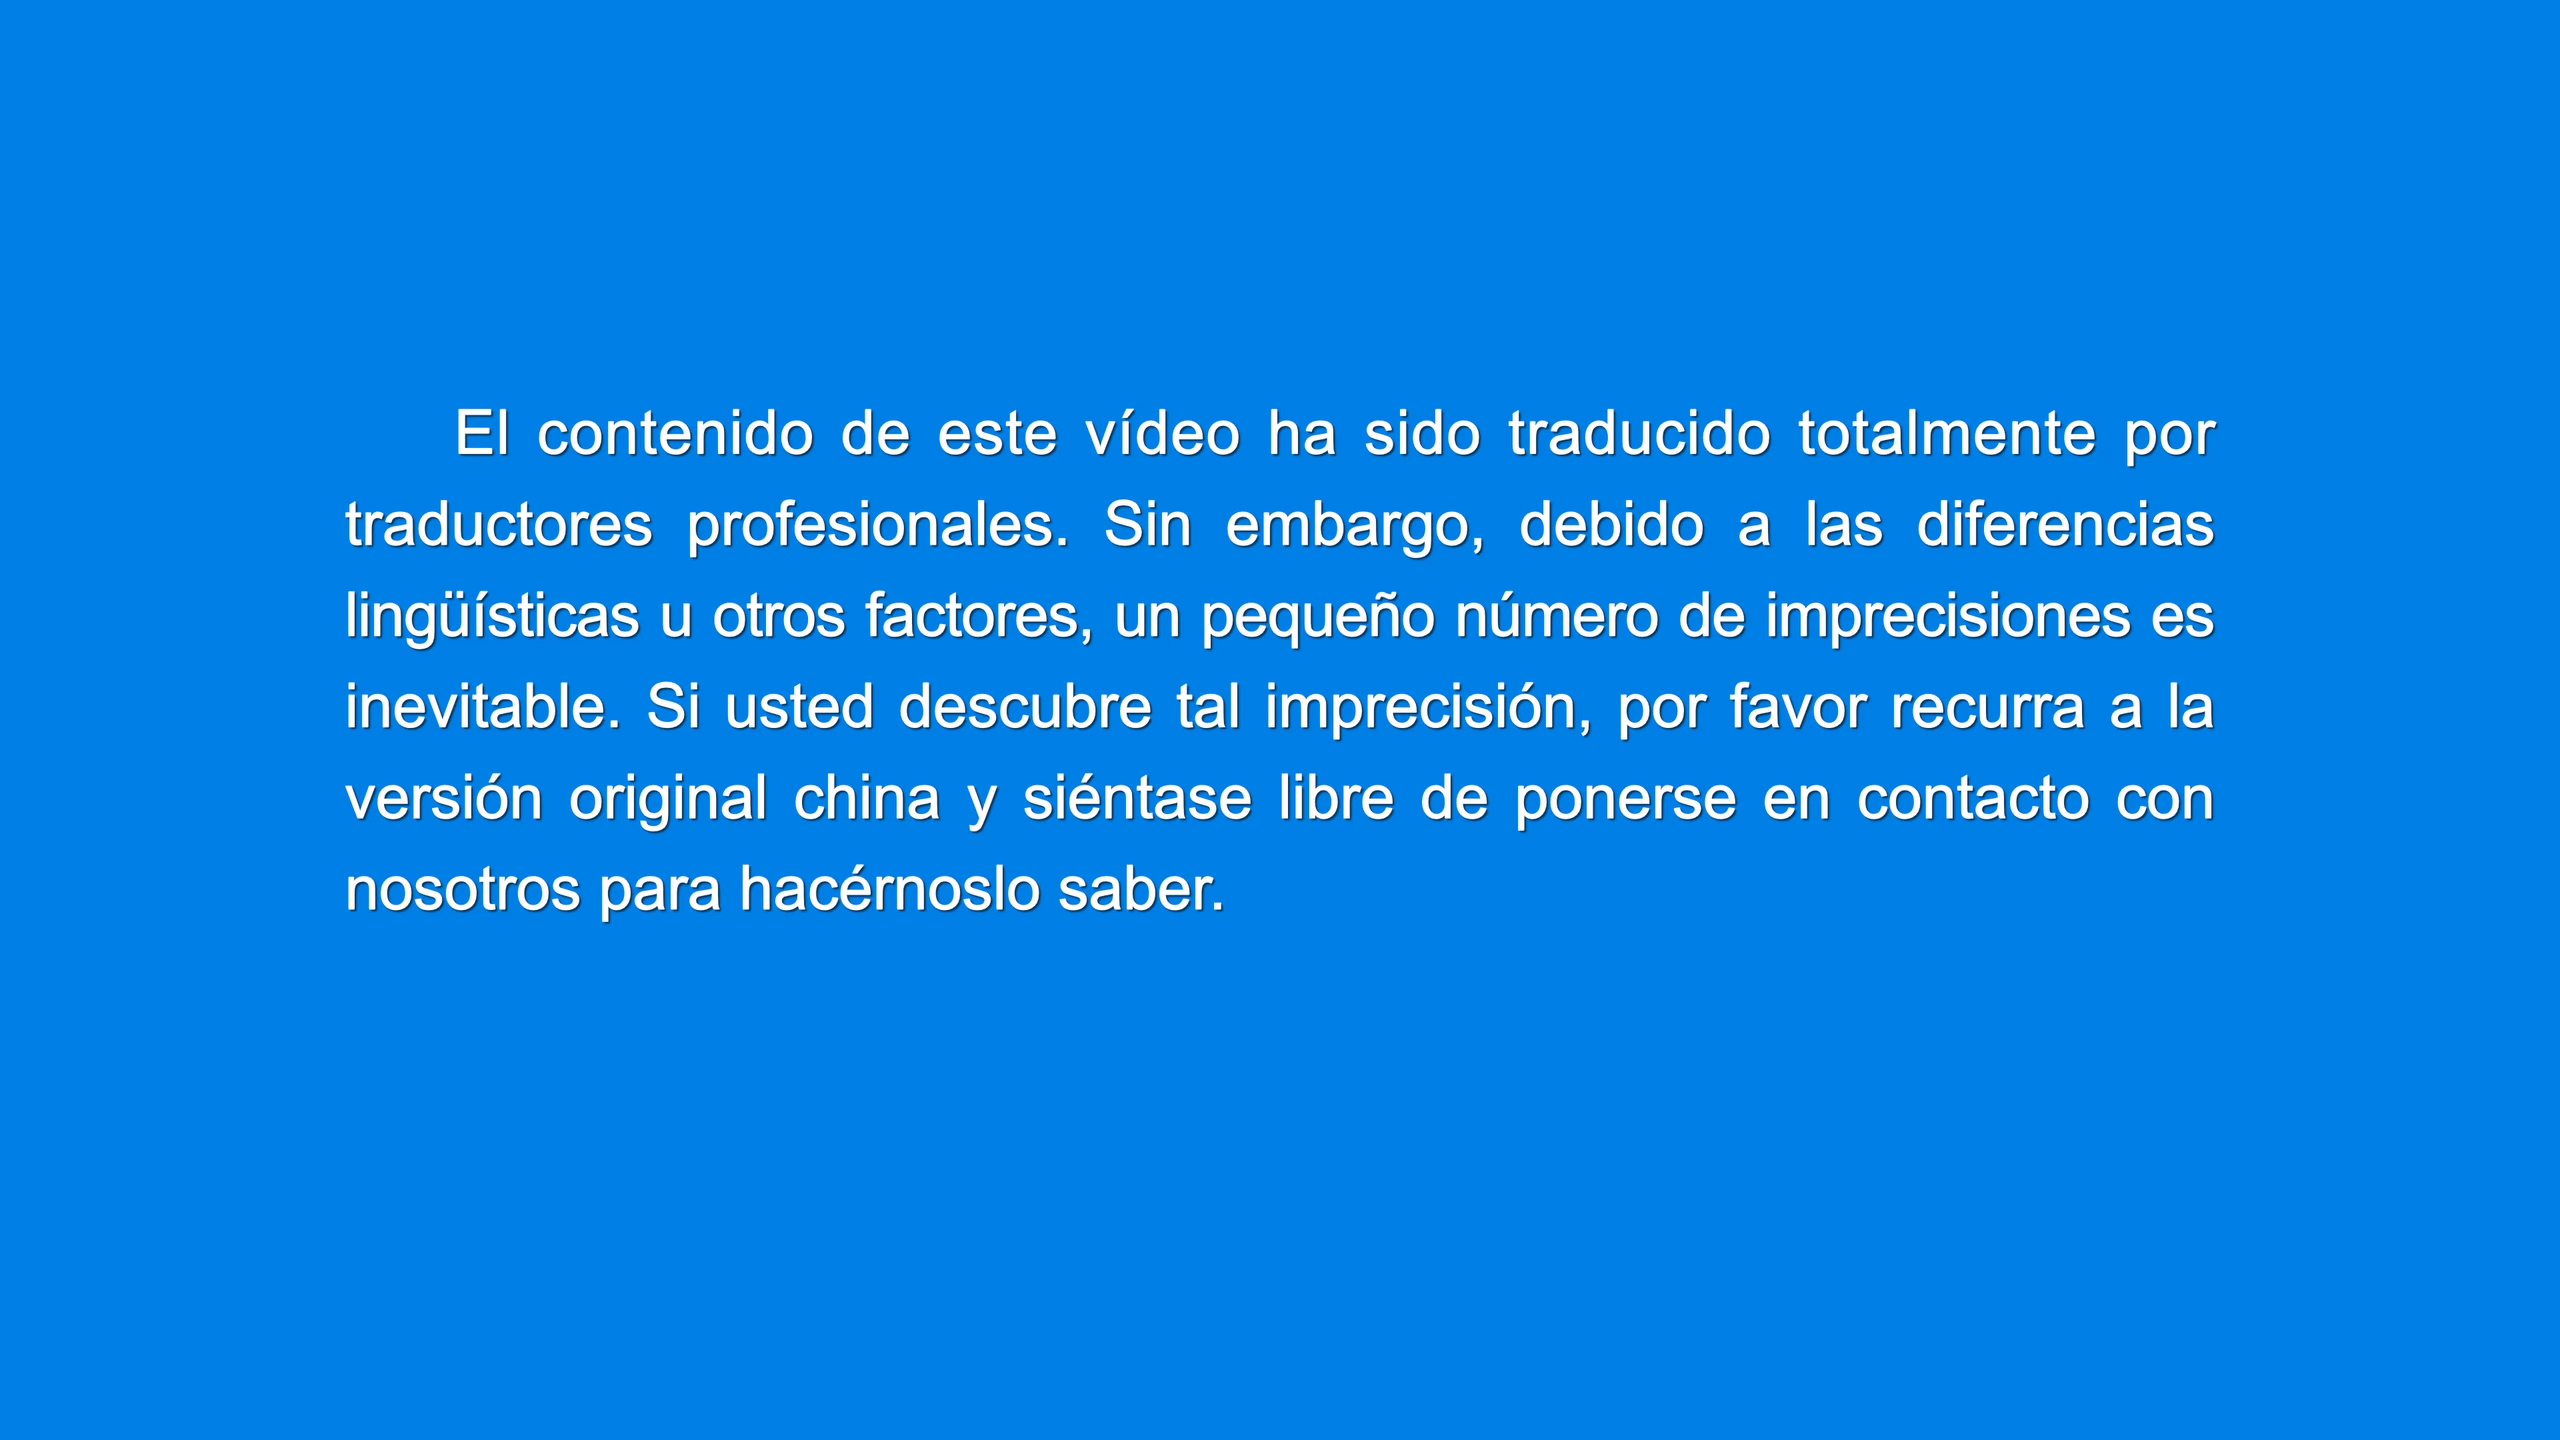 El contenido de este vídeo ha sido traducido totalmente por
traductores profesionales. Sin embargo, debido a las diferencias
lingüísticas u otros factores, un pequeño número de imprecisiones es
inevitable. Si usted descubre tal imprecisión, por favor recurra a la
versión original china y siéntase libre de ponerse en contacto con
nosotros para hacérnoslo saber.